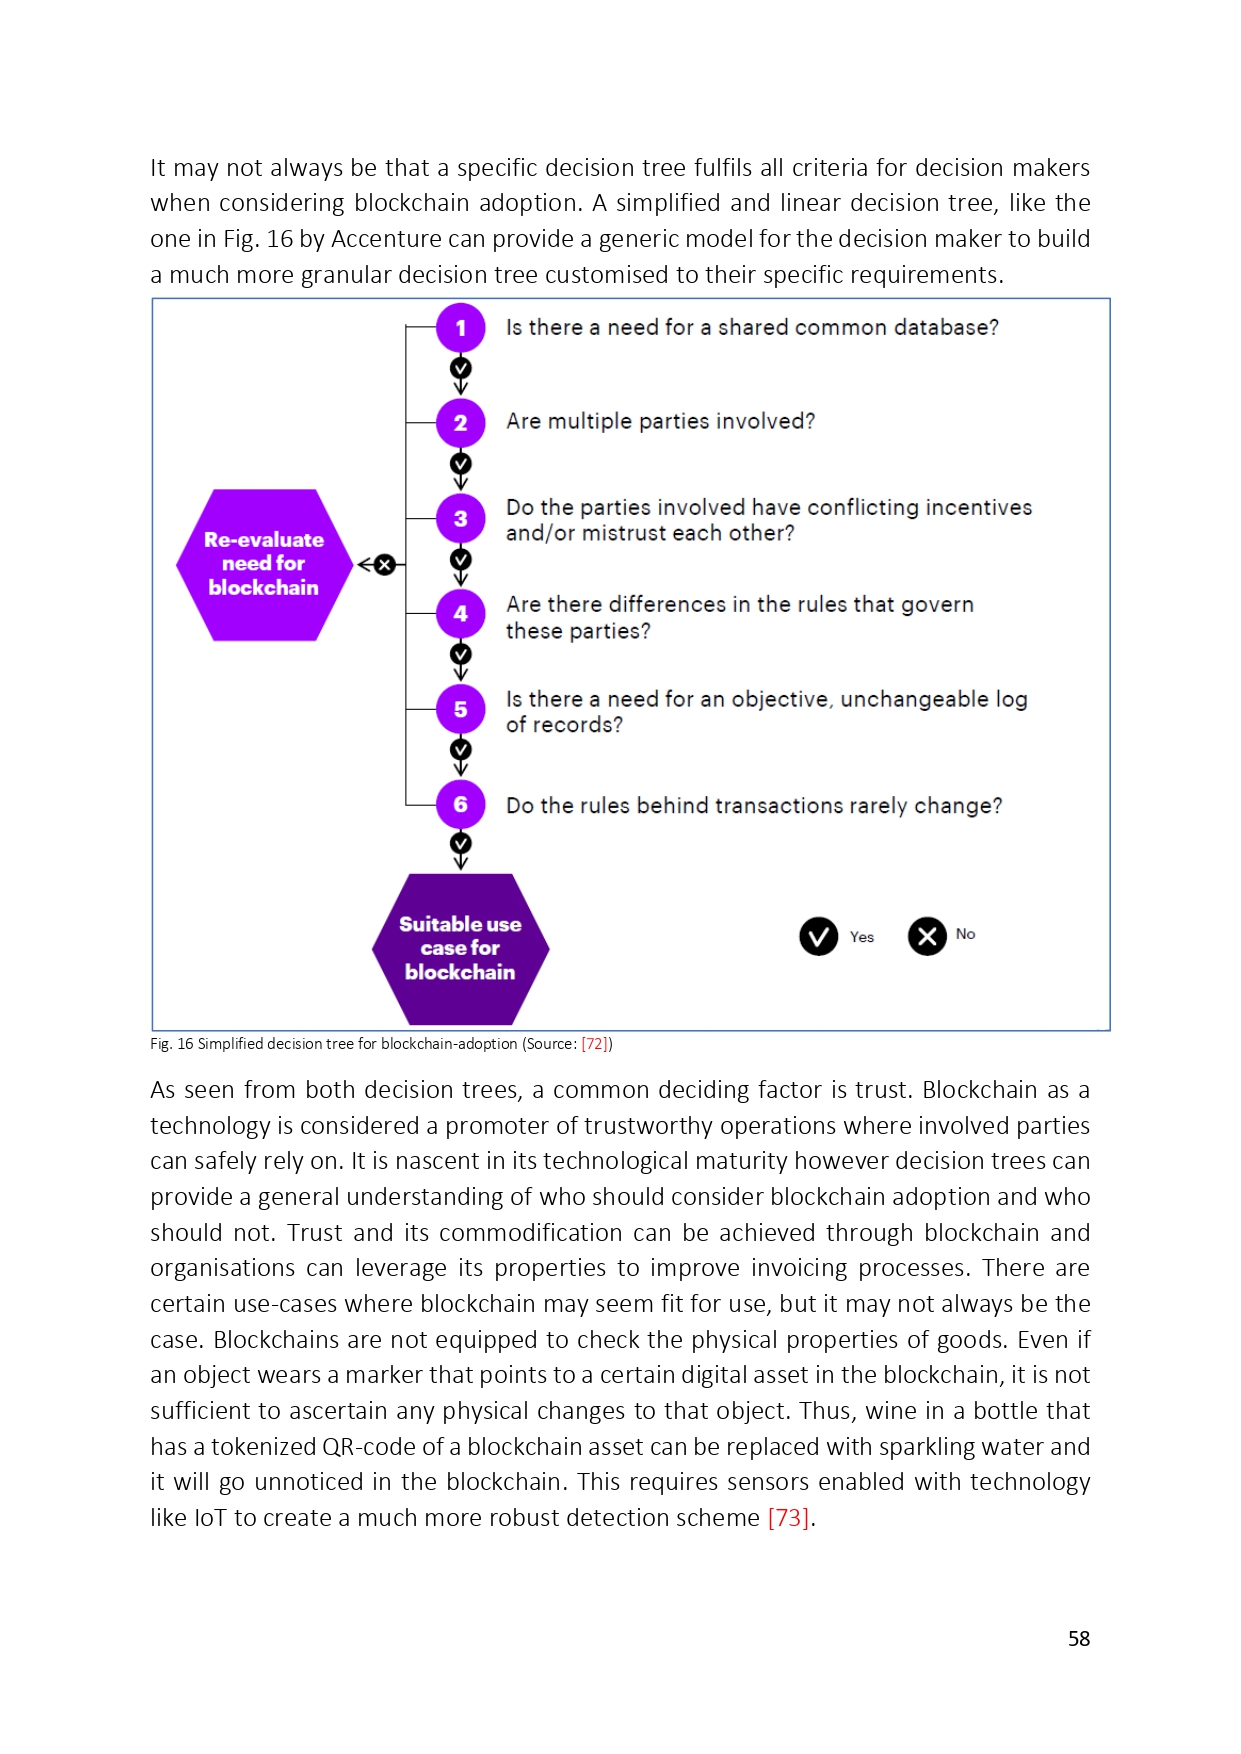 It may not always be that a specific decision tree fulfils all criteria for decision makers
when considering blockchain adoption. A simplified and linear decision tree, like the
one in Fig. 16 by Accenture can provide a generic model for the decision maker to build
a much more granular decision tree customised to their specific requirements.
1 Is there a need for a shared common database?
2 Are multiple parties involved?
3 Do the parties involved have conflicting incentives
and/or mistrust each other?
Re-evaluate
need for
blockchain
4 Are there differences in the rules that govern
these parties?
5 Is there a need for an objective, unchangeable log
of records?
6 Do the rules behind transactions rarely change?
Suitable use
case for
blockchain
Yes No
Fig. 16 Simplified decision tree for blockchain-adoption (Source: [72])
As seen from both decision trees, a common deciding factor is trust. Blockchain as a
technology is considered a promoter of trustworthy operations where involved parties
can safely rely on. It is nascent in its technological maturity however decision trees can
provide a general understanding of who should consider blockchain adoption and who
should not. Trust and its commodification can be achieved through blockchain and
organisations can leverage its properties to improve invoicing processes. There are
certain use-cases where blockchain may seem fit for use, but it may not always be the
case. Blockchains are not equipped to check the physical properties of goods. Even if
an object wears a marker that points to a certain digital asset in the blockchain, it is not
sufficient to ascertain any physical changes to that object. Thus, wine in a bottle that
has a tokenized QR-code of a blockchain asset can be replaced with sparkling water and
it will go unnoticed in the blockchain. This requires sensors enabled with technology
like IoT to create a much more robust detection scheme [73].
58